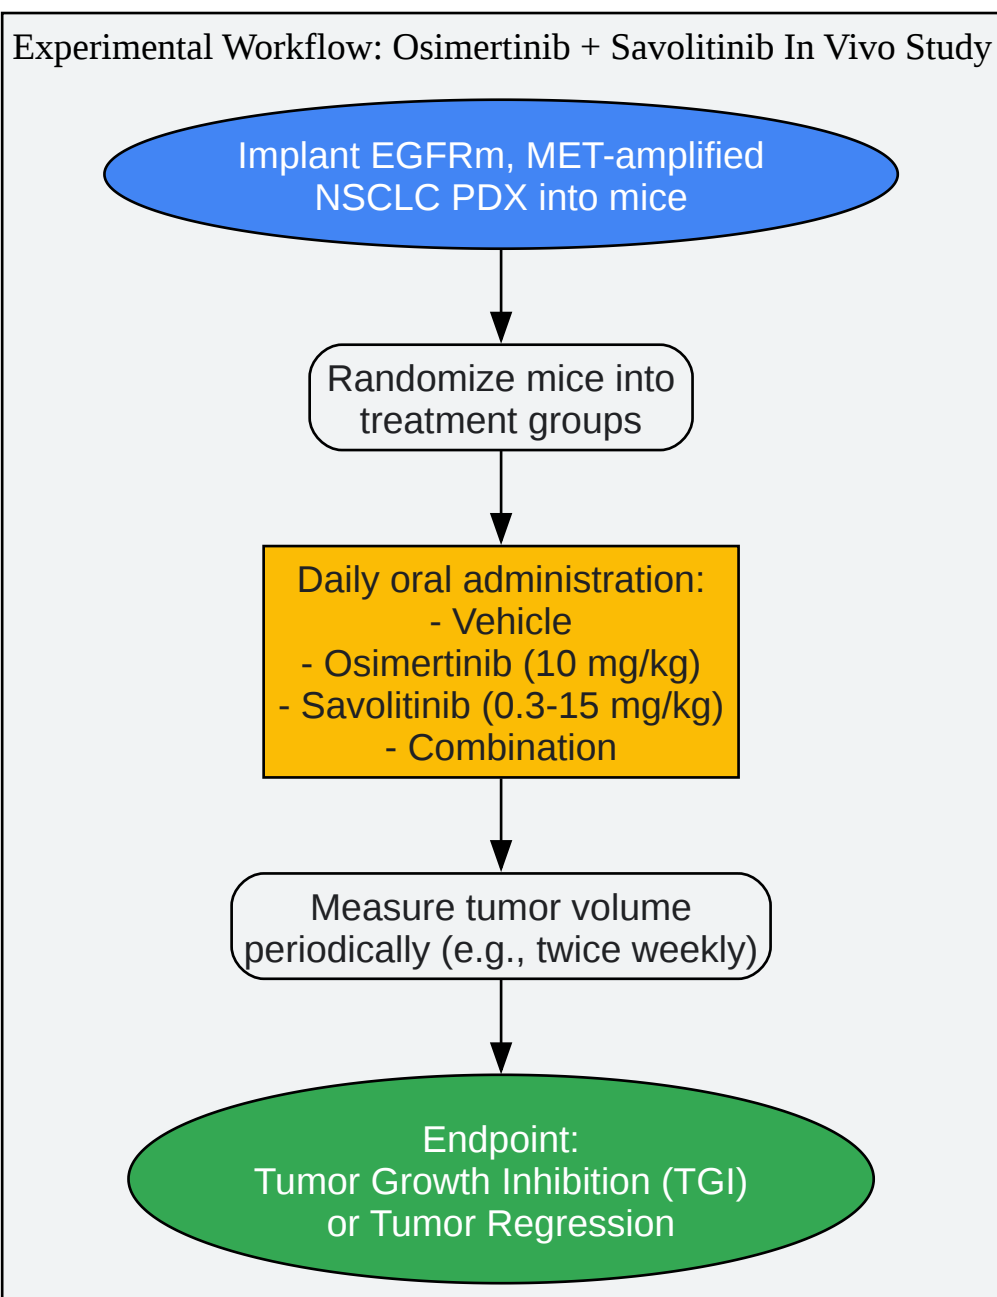 Experimental Workflow: Osimertinib + Savolitinib In Vivo Study
Implant EGFRm, MET-amplified
NSCLC PDX into mice
Randomize mice into
treatment groups
Daily oral administration:
- Vehicle
- Osimertinib (10 mg/kg)
- Savolitinib (0.3-15 mg/kg)
- Combination
Measure tumor volume
periodically (e.g., twice weekly)
Endpoint:
Tumor Growth Inhibition (TGI)
or Tumor Regression